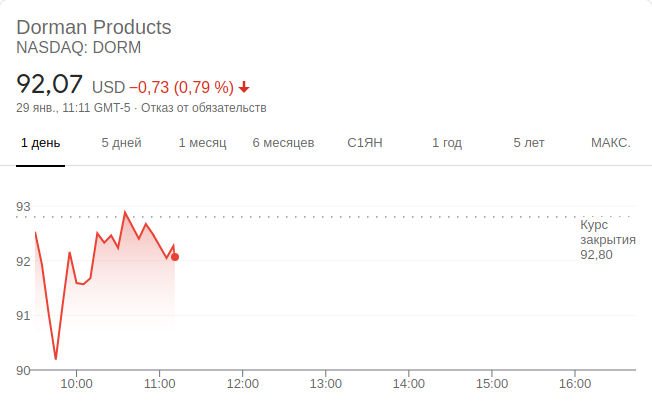 Dorman Products
NASDAQ: DORM
92,07 USD −0,73 (0,79 %)
29 янв., 11:11 GMT-5 · Отказ от обязательств
1 день 5 дней 1 месяц 6 месяцев С1ЯН 1 год 5 лет МАКС.
93
Курс
закрытия
92,80
92
91
90
10:00 11:00 12:00 13:00 14:00 15:00 16:00